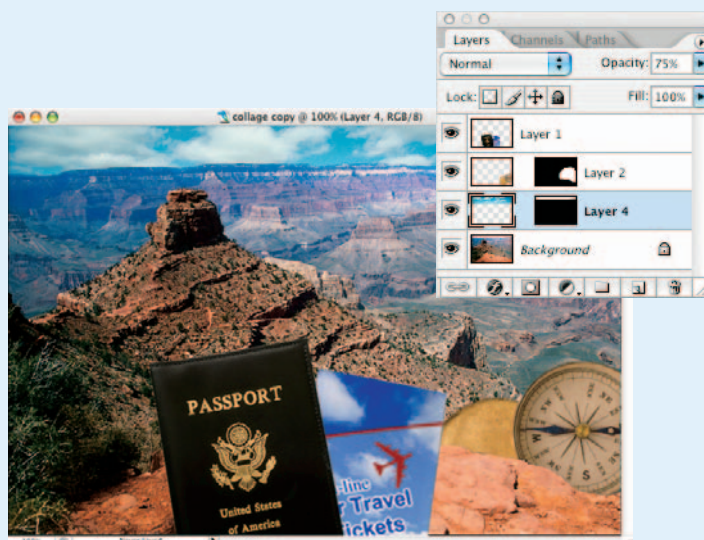 Layers Channels Paths
Normal Opacity: 75%
Lock: Fill: 100%
Layer 1
Layer 2
Layer 4
Background
collage copy @ 100% (Layer 4, RGB/8)
PASSPORT
United States
of America
-line
r Travel
ickets